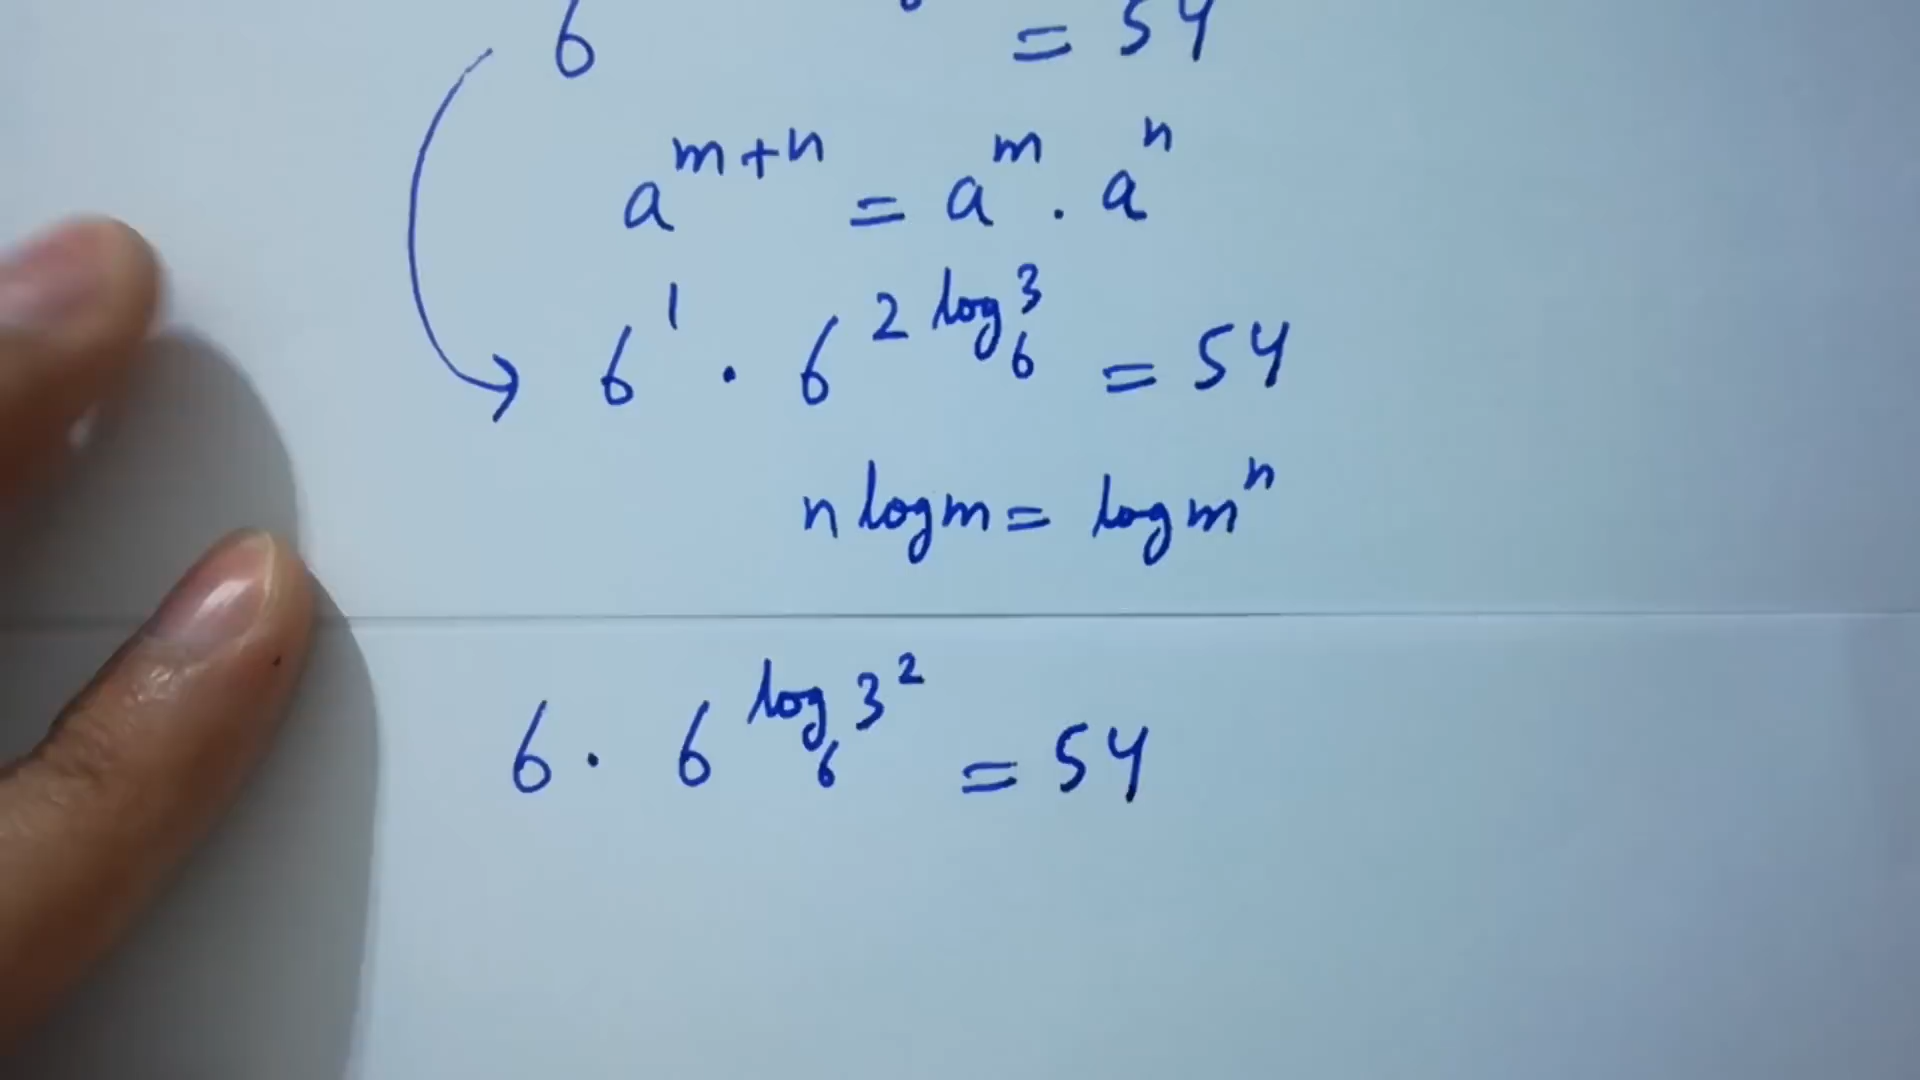 6 = 54
a^{m+n} = a^m . a^n
6^1 . 6^{2 log_6 3} = 54
n log m = log m^n
6 . 6^{log_6 3^2} = 54